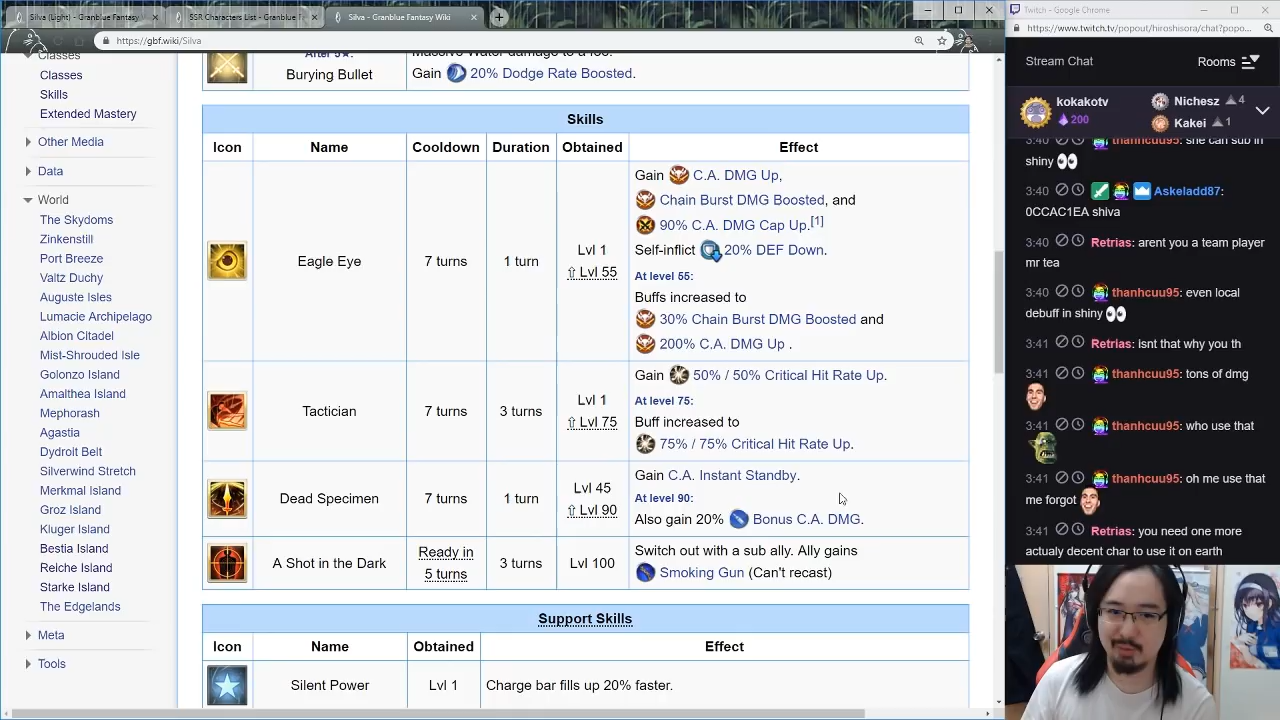 Silva (Light) - Granblue Fantasy
SSR Characters List - Granblue Fa
Silva - Granblue Fantasy Wiki
https://gbf.wiki/Silva
Classes
Classes
Skills
Extended Mastery
Other Media
Data
World
The Skydoms
Zinkenstill
Port Breeze
Valtz Duchy
Auguste Isles
Lumacie Archipelago
Albion Citadel
Mist-Shrouded Isle
Golonzo Island
Amalthea Island
Mephorash
Agastia
Dydroit Belt
Silverwind Stretch
Merkmal Island
Groz Island
Kluger Island
Bestia Island
Reiche Island
Starke Island
The Edgelands
Meta
Tools
After 5★:
Burying Bullet
Massive Water damage to a foe.
Gain 20% Dodge Rate Boosted.
Skills
Icon Name Cooldown Duration Obtained Effect
Eagle Eye
7 turns
1 turn
Lvl 1
⇧Lvl 55
Gain C.A. DMG Up,
Chain Burst DMG Boosted, and
90% C.A. DMG Cap Up.[1]
Self-inflict 20% DEF Down.
At level 55:
Buffs increased to
30% Chain Burst DMG Boosted and
200% C.A. DMG Up .
Tactician
7 turns
3 turns
Lvl 1
⇧Lvl 75
Gain 50% / 50% Critical Hit Rate Up.
At level 75:
Buff increased to
75% / 75% Critical Hit Rate Up.
Dead Specimen
7 turns
1 turn
Lvl 45
⇧Lvl 90
Gain C.A. Instant Standby.
At level 90:
Also gain 20% Bonus C.A. DMG.
A Shot in the Dark
Ready in
5 turns
3 turns
Lvl 100
Switch out with a sub ally. Ally gains
Smoking Gun (Can't recast)
Support Skills
Icon Name Obtained Effect
Silent Power
Lvl 1
Charge bar fills up 20% faster.
Twitch - Google Chrome
https://www.twitch.tv/popout/hiroshisora/chat?popo...
Stream Chat
Rooms
kokakotv
200
Nichesz 4
Kakei 1
3:40 thanhcuu95: she can sub in
shiny
3:40 Askeladd87:
0CCAC1EA shiva
3:40 Retrias: arent you a team player
mr tea
3:40 thanhcuu95: even local
debuff in shiny
3:41 Retrias: isnt that why you th
3:41 thanhcuu95: tons of dmg
3:41 thanhcuu95: who use that
3:41 thanhcuu95: oh me use that
me forgot
3:41 Retrias: you need one more
actualy decent char to use it on earth